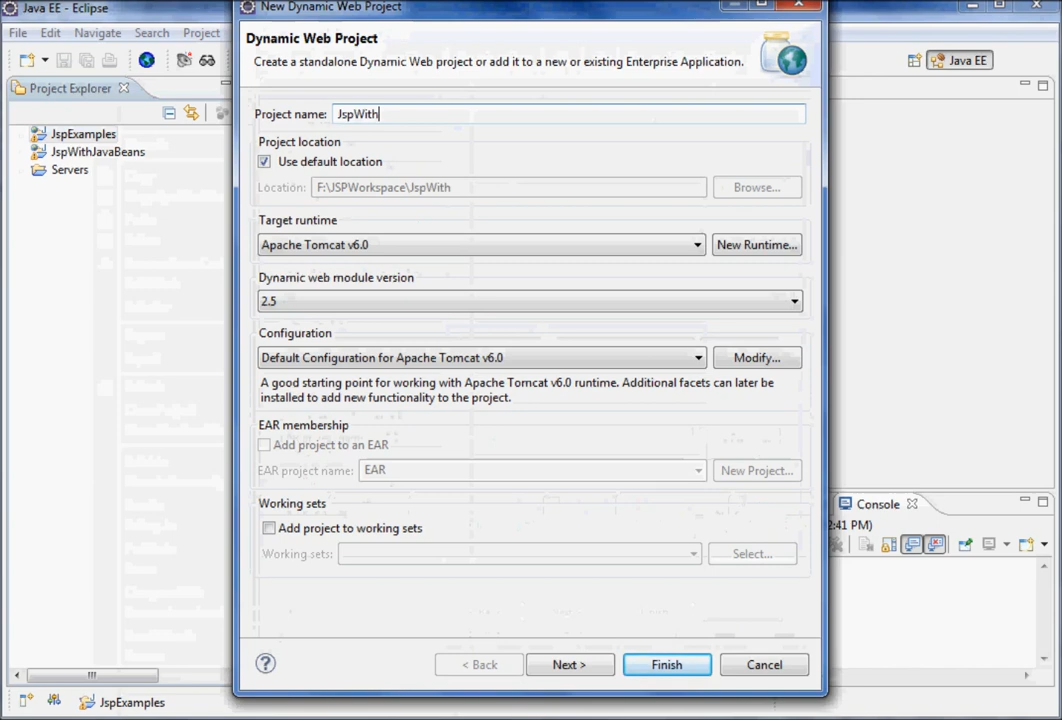 Java EE - Eclipse
New Dynamic Web Project
File Edit Navigate Search Project
Dynamic Web Project
Create a standalone Dynamic Web project or add it to a new or existing Enterprise Application.
Java EE
Project Explorer
JspExamples
JspWithJavaBeans
Servers
Project name: JspWith
Project location
Use default location
Location: F:\JSPWorkspace\JspWith Browse...
Target runtime
Apache Tomcat v6.0 New Runtime...
Dynamic web module version
2.5
Configuration
Default Configuration for Apache Tomcat v6.0 Modify...
A good starting point for working with Apache Tomcat v6.0 runtime. Additional facets can later be
installed to add new functionality to the project.
EAR membership
Add project to an EAR
EAR project name: EAR New Project...
Working sets
Add project to working sets
Working sets: Select...
Console
2:41 PM)
< Back Next > Finish Cancel
JspExamples